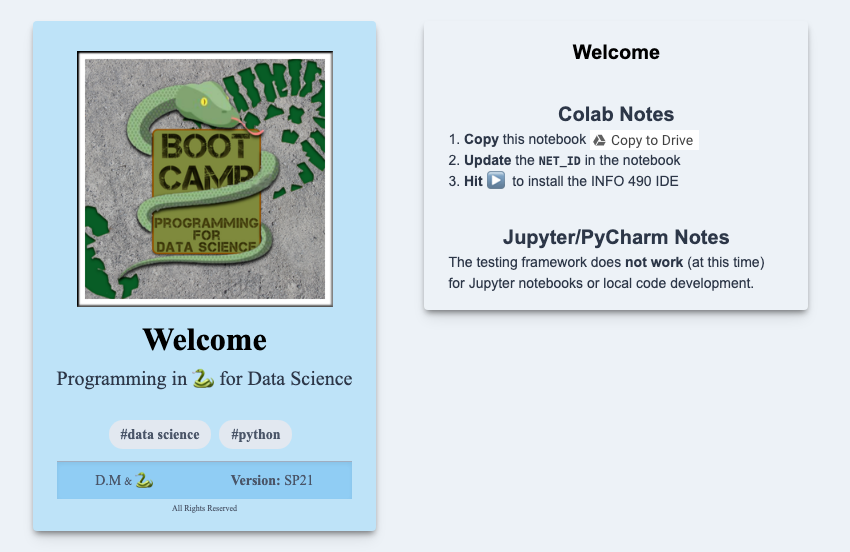 BOOT
CAMP
PROGRAMMING
FOR
DATA SCIENCE
Welcome
Programming in 🐍 for Data Science
#data science #python
D.M & 🐍 Version: SP21
All Rights Reserved
Welcome
Colab Notes
1. Copy this notebook Copy to Drive
2. Update the NET_ID in the notebook
3. Hit ▶️ to install the INFO 490 IDE
Jupyter/PyCharm Notes
The testing framework does not work (at this time)
for Jupyter notebooks or local code development.